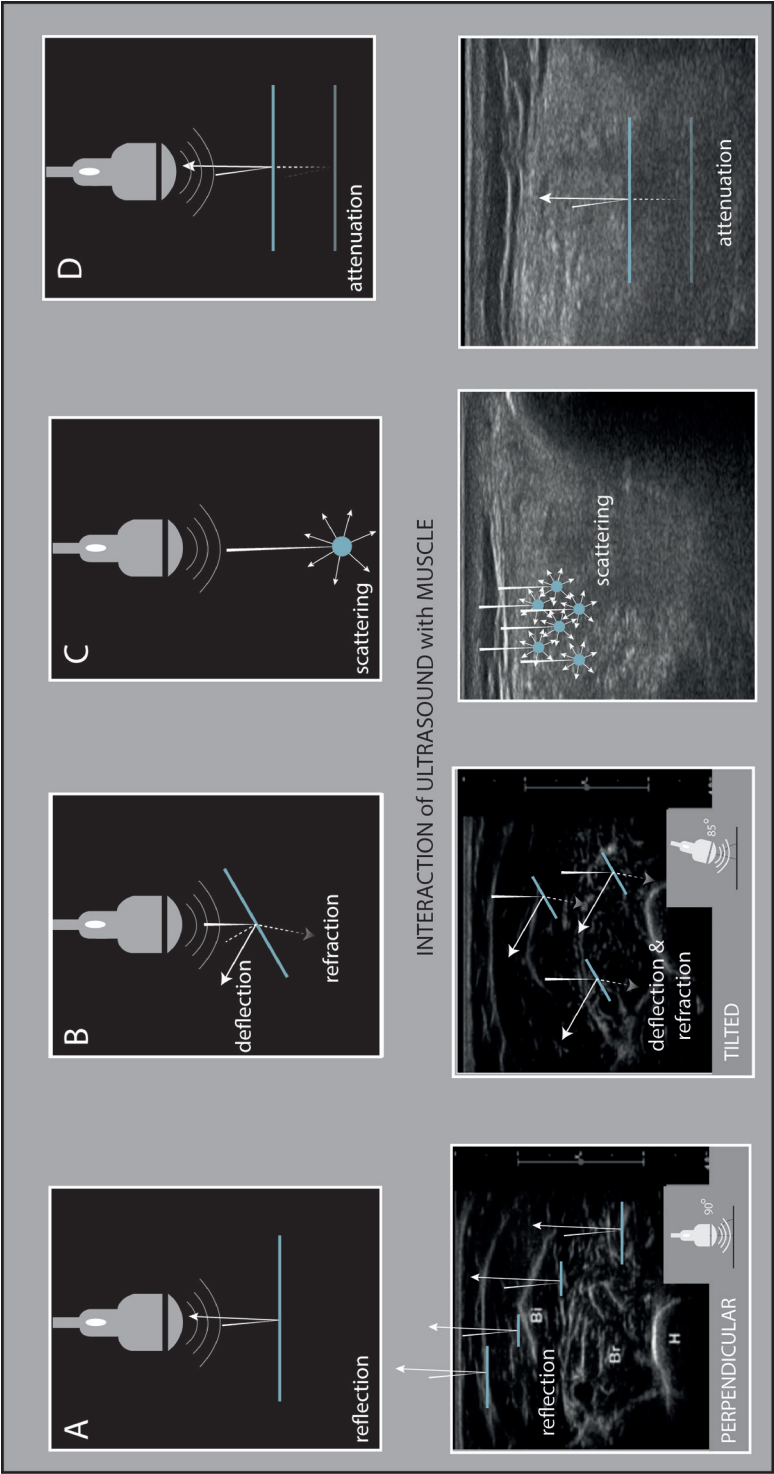 A
reflection
B
deflection
refraction
C
scattering
D
attenuation
INTERACTION of ULTRASOUND with MUSCLE
reflection
Bi
Br
H
90°
PERPENDICULAR
deflection &
refraction
85°
TILTED
scattering
attenuation